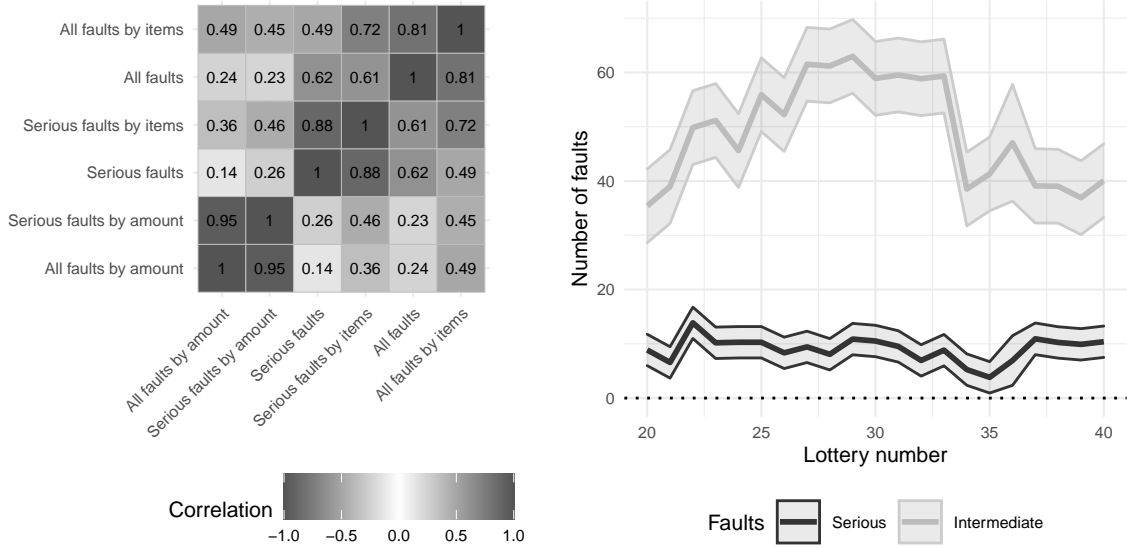 All faults by items 0.49 0.45 0.49 0.72 0.81 1
All faults 0.24 0.23 0.62 0.61 1 0.81
Serious faults by items 0.36 0.46 0.88 1 0.61 0.72
Serious faults 0.14 0.26 1 0.88 0.62 0.49
Serious faults by amount 0.95 1 0.26 0.46 0.23 0.45
All faults by amount 1 0.95 0.14 0.36 0.24 0.49
All faults by amount
Serious faults by amount
Serious faults
Serious faults by items
All faults
All faults by items
Correlation
−1.0 −0.5 0.0 0.5 1.0
Number of faults
60
40
20
0
20 25 30 35 40
Lottery number
Faults Serious Intermediate